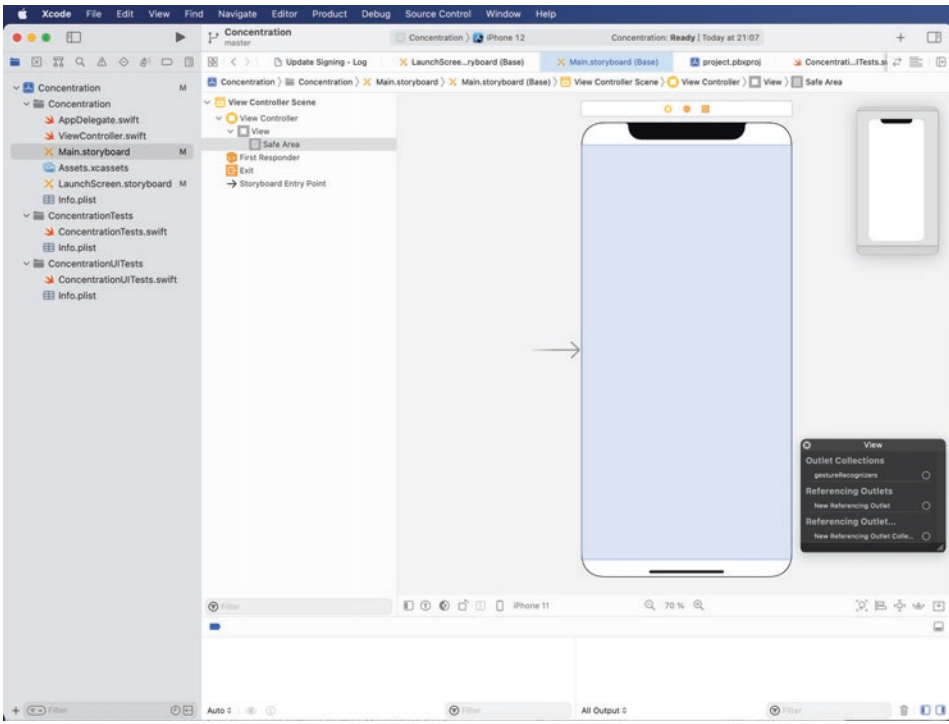 Xcode File Edit View Find Navigate Editor Product Debug Source Control Window Help
Concentration
master
Concentration iPhone 12
Concentration: Ready | Today at 21:07
Update Signing - Log
LaunchScree...ryboard (Base)
Main.storyboard (Base)
project.pbxproj
Concentrati...lTests.s
Concentration Concentration Main.storyboard Main.storyboard (Base) View Controller Scene View Controller View Safe Area
Concentration M
Concentration
AppDelegate.swift
ViewController.swift
Main.storyboard M
Assets.xcassets
LaunchScreen.storyboard M
Info.plist
ConcentrationTests
ConcentrationTests.swift
Info.plist
ConcentrationUITests
ConcentrationUITests.swift
Info.plist
View Controller Scene
View Controller
View
Safe Area
First Responder
Exit
Storyboard Entry Point
View
Outlet Collections
gestureRecognizers
Referencing Outlets
New Referencing Outlet
Referencing Outlet...
New Referencing Outlet Colle...
Filter
iPhone 11
70 %
Filter
Auto
Filter
All Output
Filter